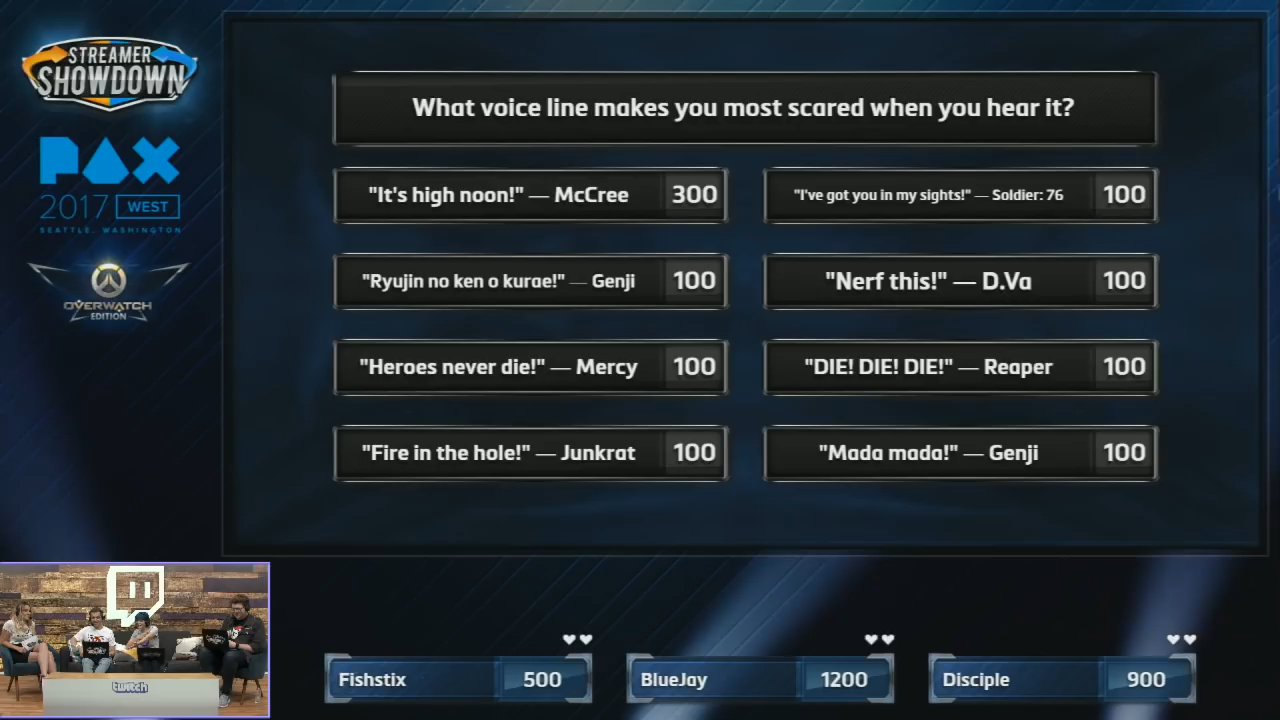 STREAMER
SHOWDOWN
PAX
2017 WEST
SEATTLE, WASHINGTON
OVERWATCH
EDITION
What voice line makes you most scared when you hear it?
"It's high noon!" — McCree 300
"I've got you in my sights!" — Soldier: 76 100
"Ryujin no ken o kurae!" — Genji 100
"Nerf this!" — D.Va 100
"Heroes never die!" — Mercy 100
"DIE! DIE! DIE!" — Reaper 100
"Fire in the hole!" — Junkrat 100
"Mada mada!" — Genji 100
twitch
Fishstix 500
BlueJay 1200
Disciple 900